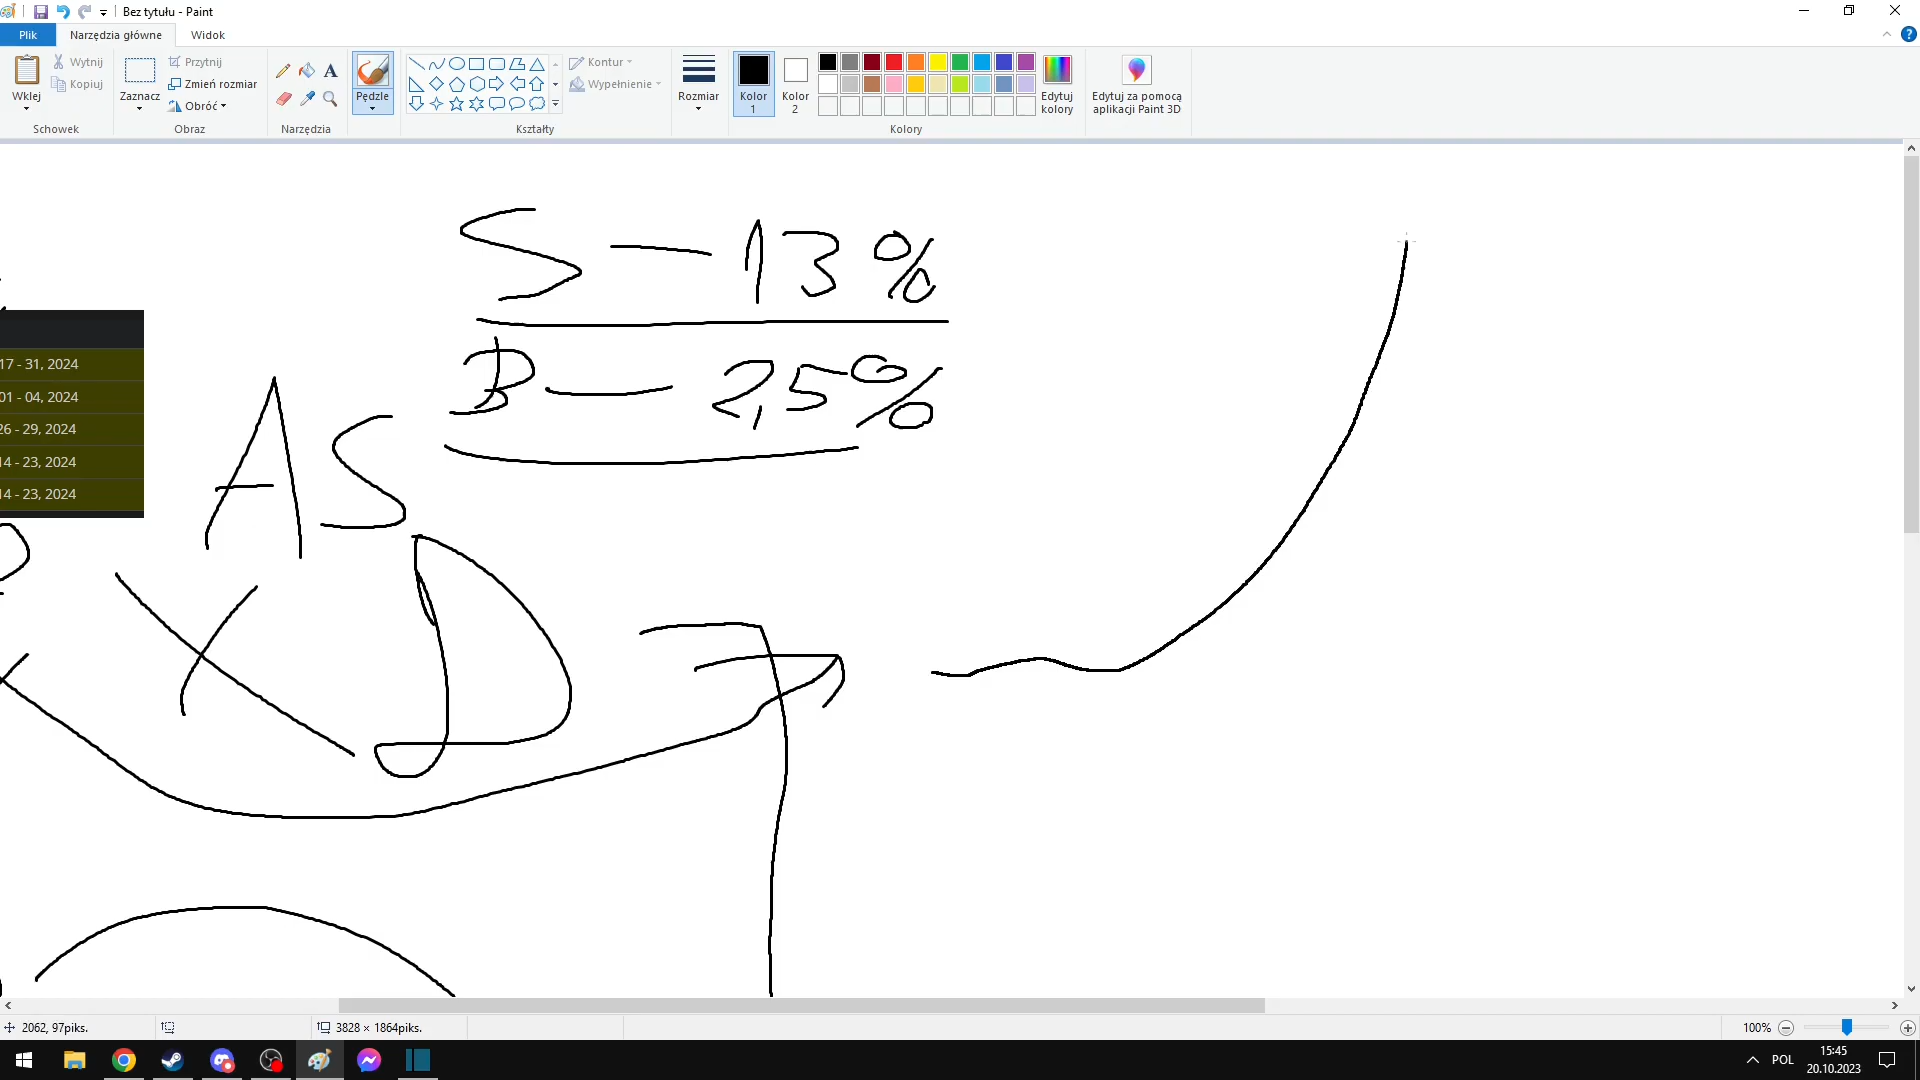 Bez tytułu - Paint
Plik
Narzędzia główne
Widok
Wklej
Wytnij
Kopiuj
Schowek
Zaznacz
Przytnij
Zmień rozmiar
Obróć
Obraz
A
Narzędzia
Pędzle
Kształty
Kontur
Wypełnienie
Rozmiar
Kolor
1
Kolor
2
Edytuj
kolory
Kolory
Edytuj za pomocą
aplikacji Paint 3D
S - 13 %
B - 2,5 %
17 - 31, 2024
01 - 04, 2024
26 - 29, 2024
14 - 23, 2024
14 - 23, 2024
AS
XD
2062, 97piks.
3828 × 1864piks.
100%
POL
15:45
20.10.2023